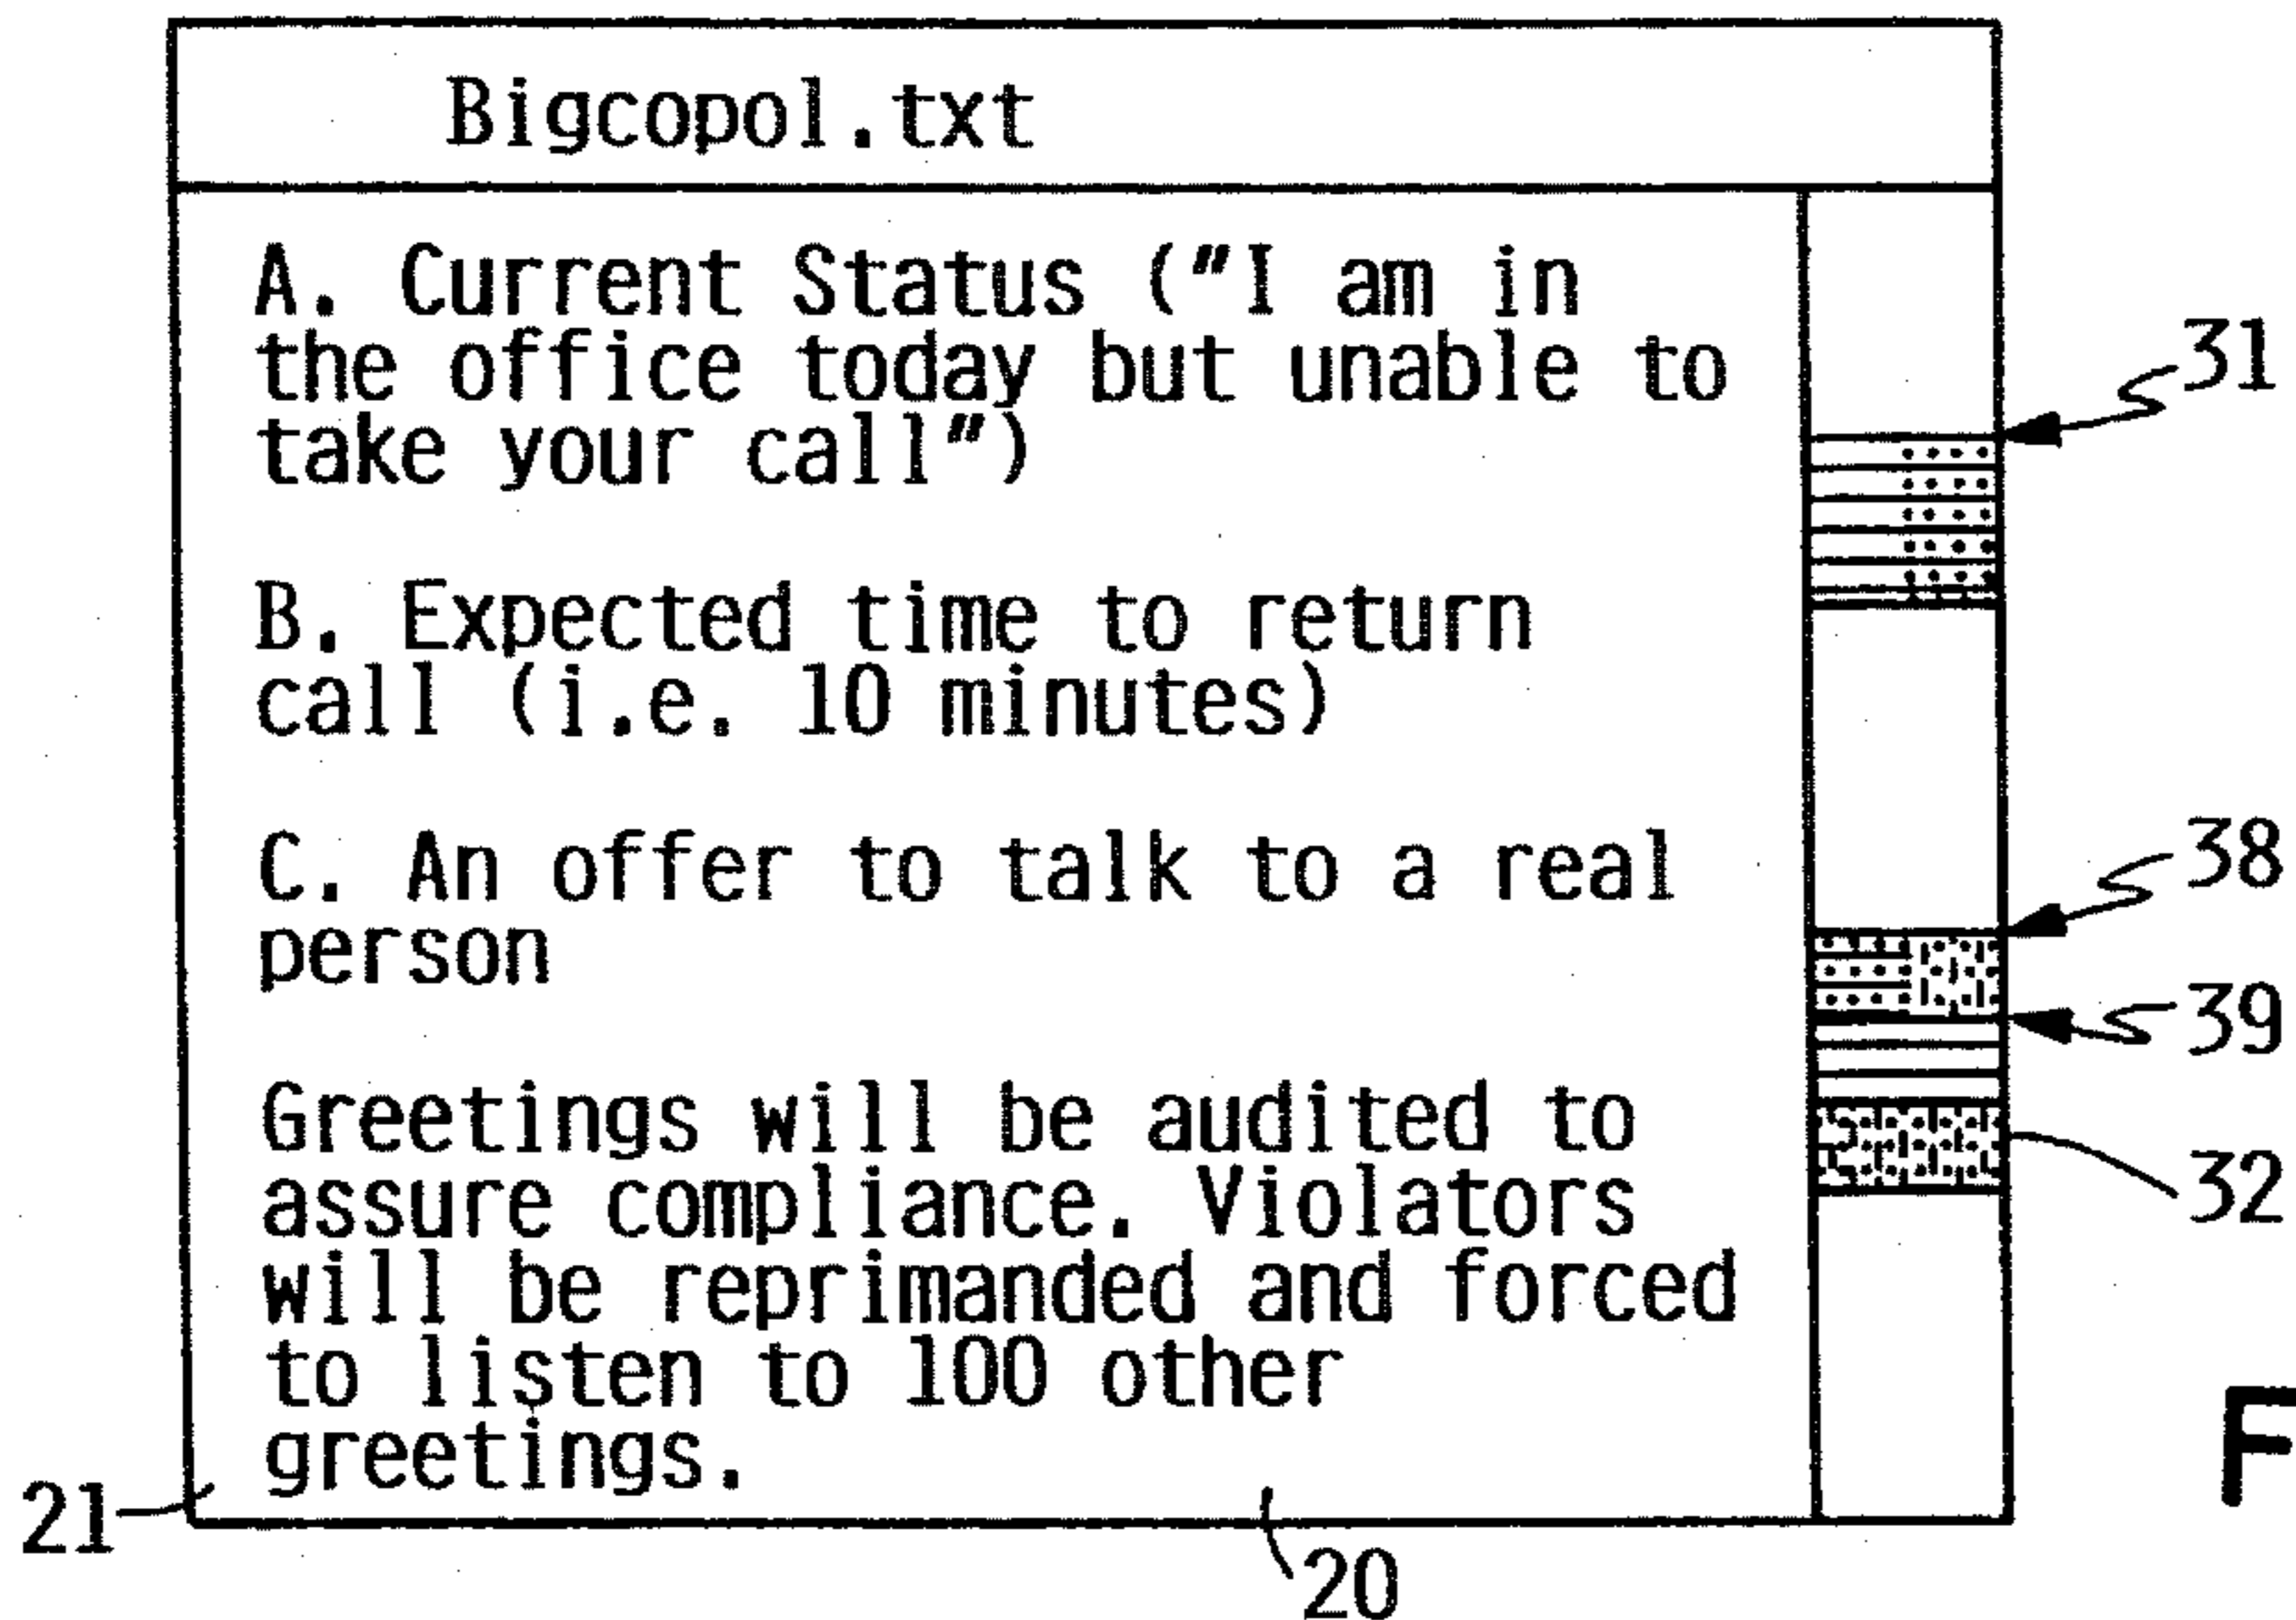 Bigcopol.txt
A. Current Status ("I am in
the office today but unable to
take your call")
B. Expected time to return
call (i.e. 10 minutes)
C. An offer to talk to a real
person
Greetings will be audited to
assure compliance. Violators
will be reprimanded and forced
to listen to 100 other
greetings.
31
38
39
32
21
20
F